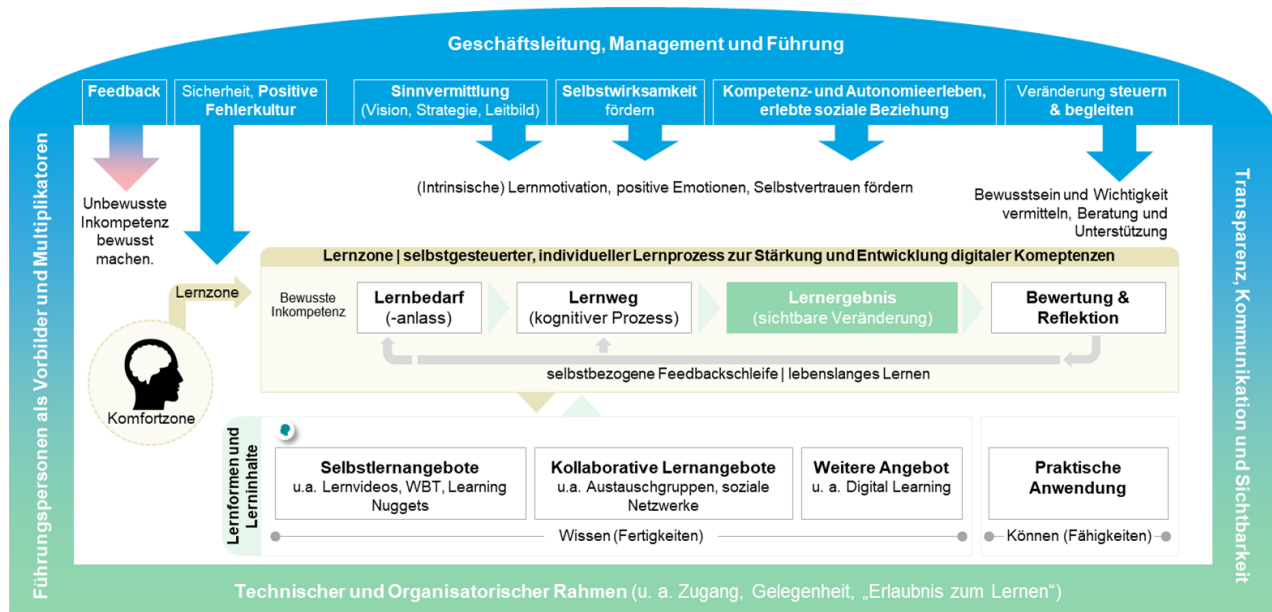 Geschäftsleitung, Management und Führung
Feedback
Sicherheit, Positive
Fehlerkultur
Sinnvermittlung
(Vision, Strategie, Leitbild)
Selbstwirksamkeit
fördern
Kompetenz- und Autonomieerleben,
erlebte soziale Beziehung
Veränderung steuern
& begleiten
Führungspersonen als Vorbilder und Multiplikatoren
Transparenz, Kommunikation und Sichtbarkeit
Unbewusste
Inkompetenz
bewusst
machen.
(Intrinsische) Lernmotivation, positive Emotionen, Selbstvertrauen fördern
Bewusstsein und Wichtigkeit
vermitteln, Beratung und
Unterstützung
Lernzone | selbstgesteuerter, individueller Lernprozess zur Stärkung und Entwicklung digitaler Komeptenzen
Lernzone
Komfortzone
Bewusste
Inkompetenz
Lernbedarf
(-anlass)
Lernweg
(kognitiver Prozess)
Lernergebnis
(sichtbare Veränderung)
Bewertung &
Reflektion
selbstbezogene Feedbackschleife | lebenslanges Lernen
Lernformen und
Lerninhalte
Selbstlernangebote
u.a. Lernvideos, WBT, Learning
Nuggets
Kollaborative Lernangebote
u.a. Austauschgruppen, soziale
Netzwerke
Weitere Angebot
u. a. Digital Learning
Praktische
Anwendung
Wissen (Fertigkeiten)
Können (Fähigkeiten)
Technischer und Organisatorischer Rahmen (u. a. Zugang, Gelegenheit, „Erlaubnis zum Lernen“)